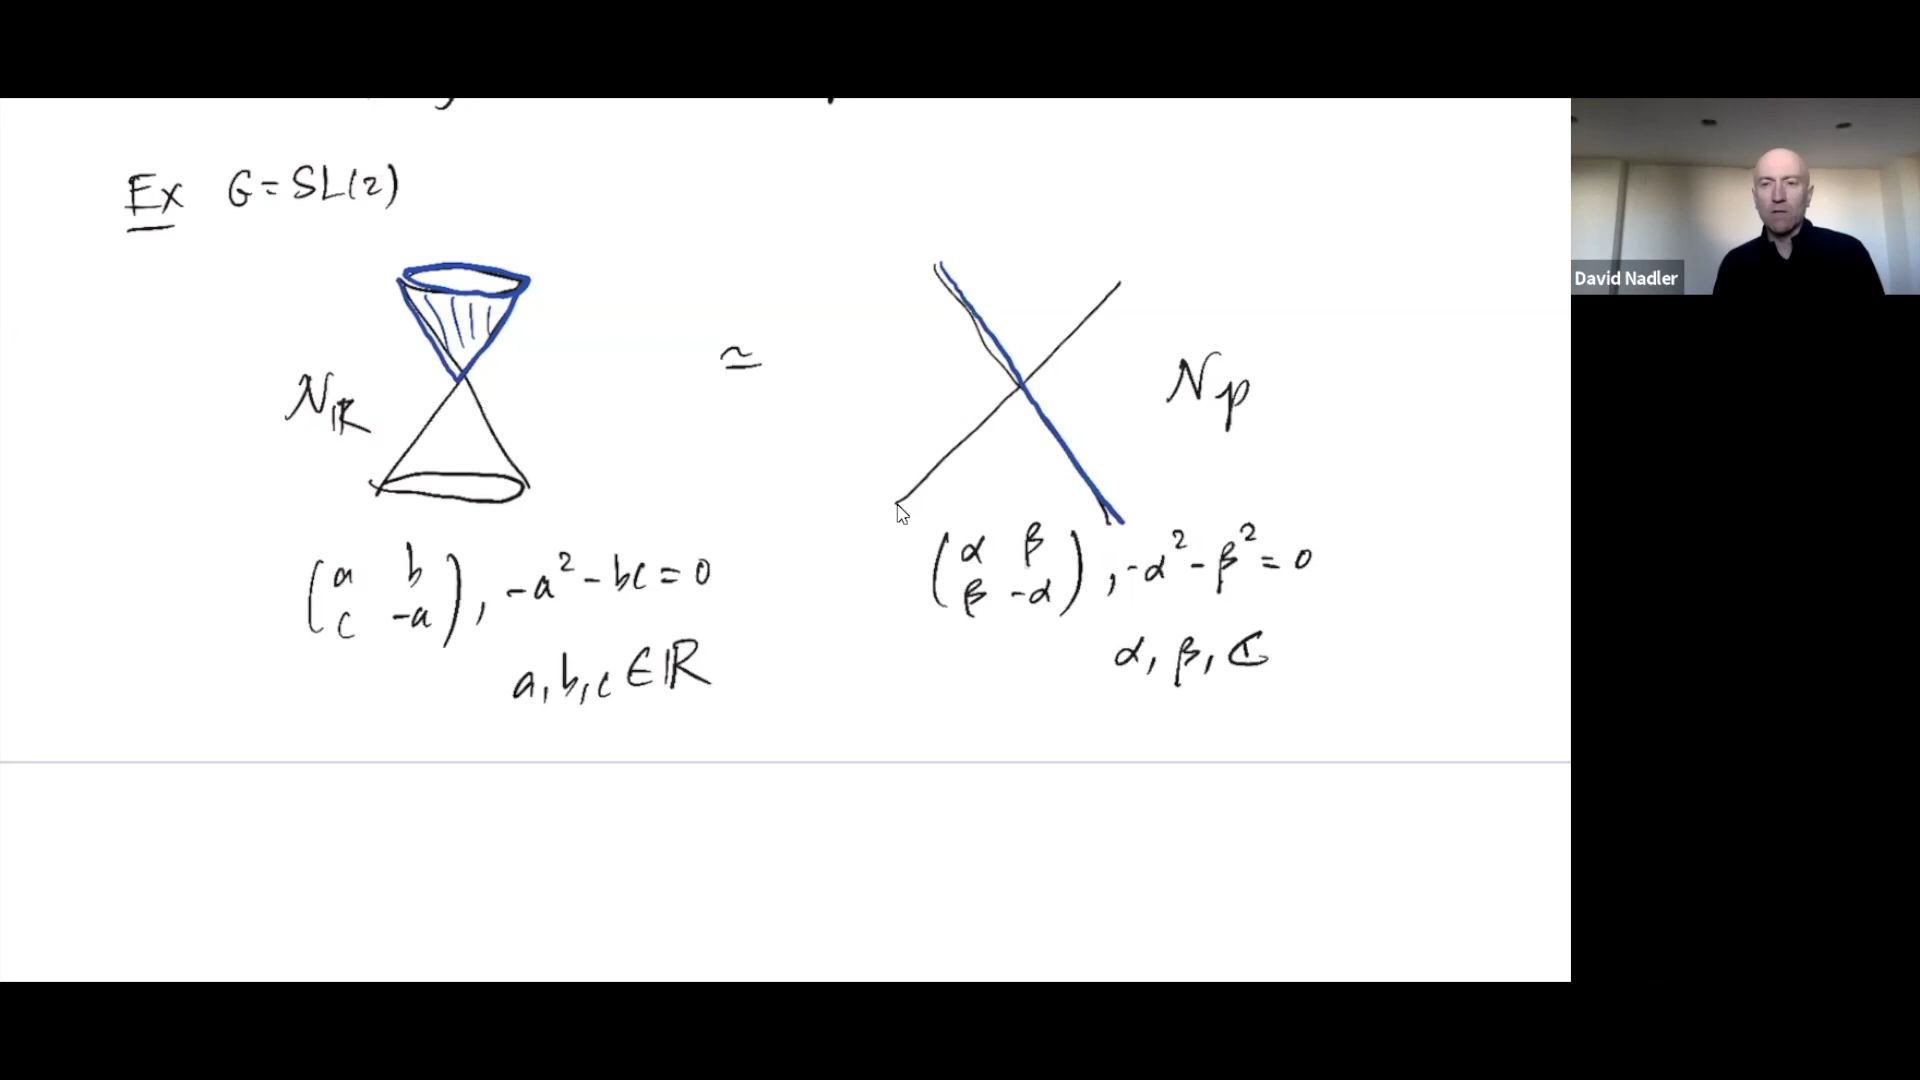 Ex G = SL(2)
David Nadler
N_ℝ ≃ N_p
(a b
c -a), -a² - bc = 0
a, b, c ∈ ℝ
(α β
β -α), -α² - β² = 0
α, β, ℂ